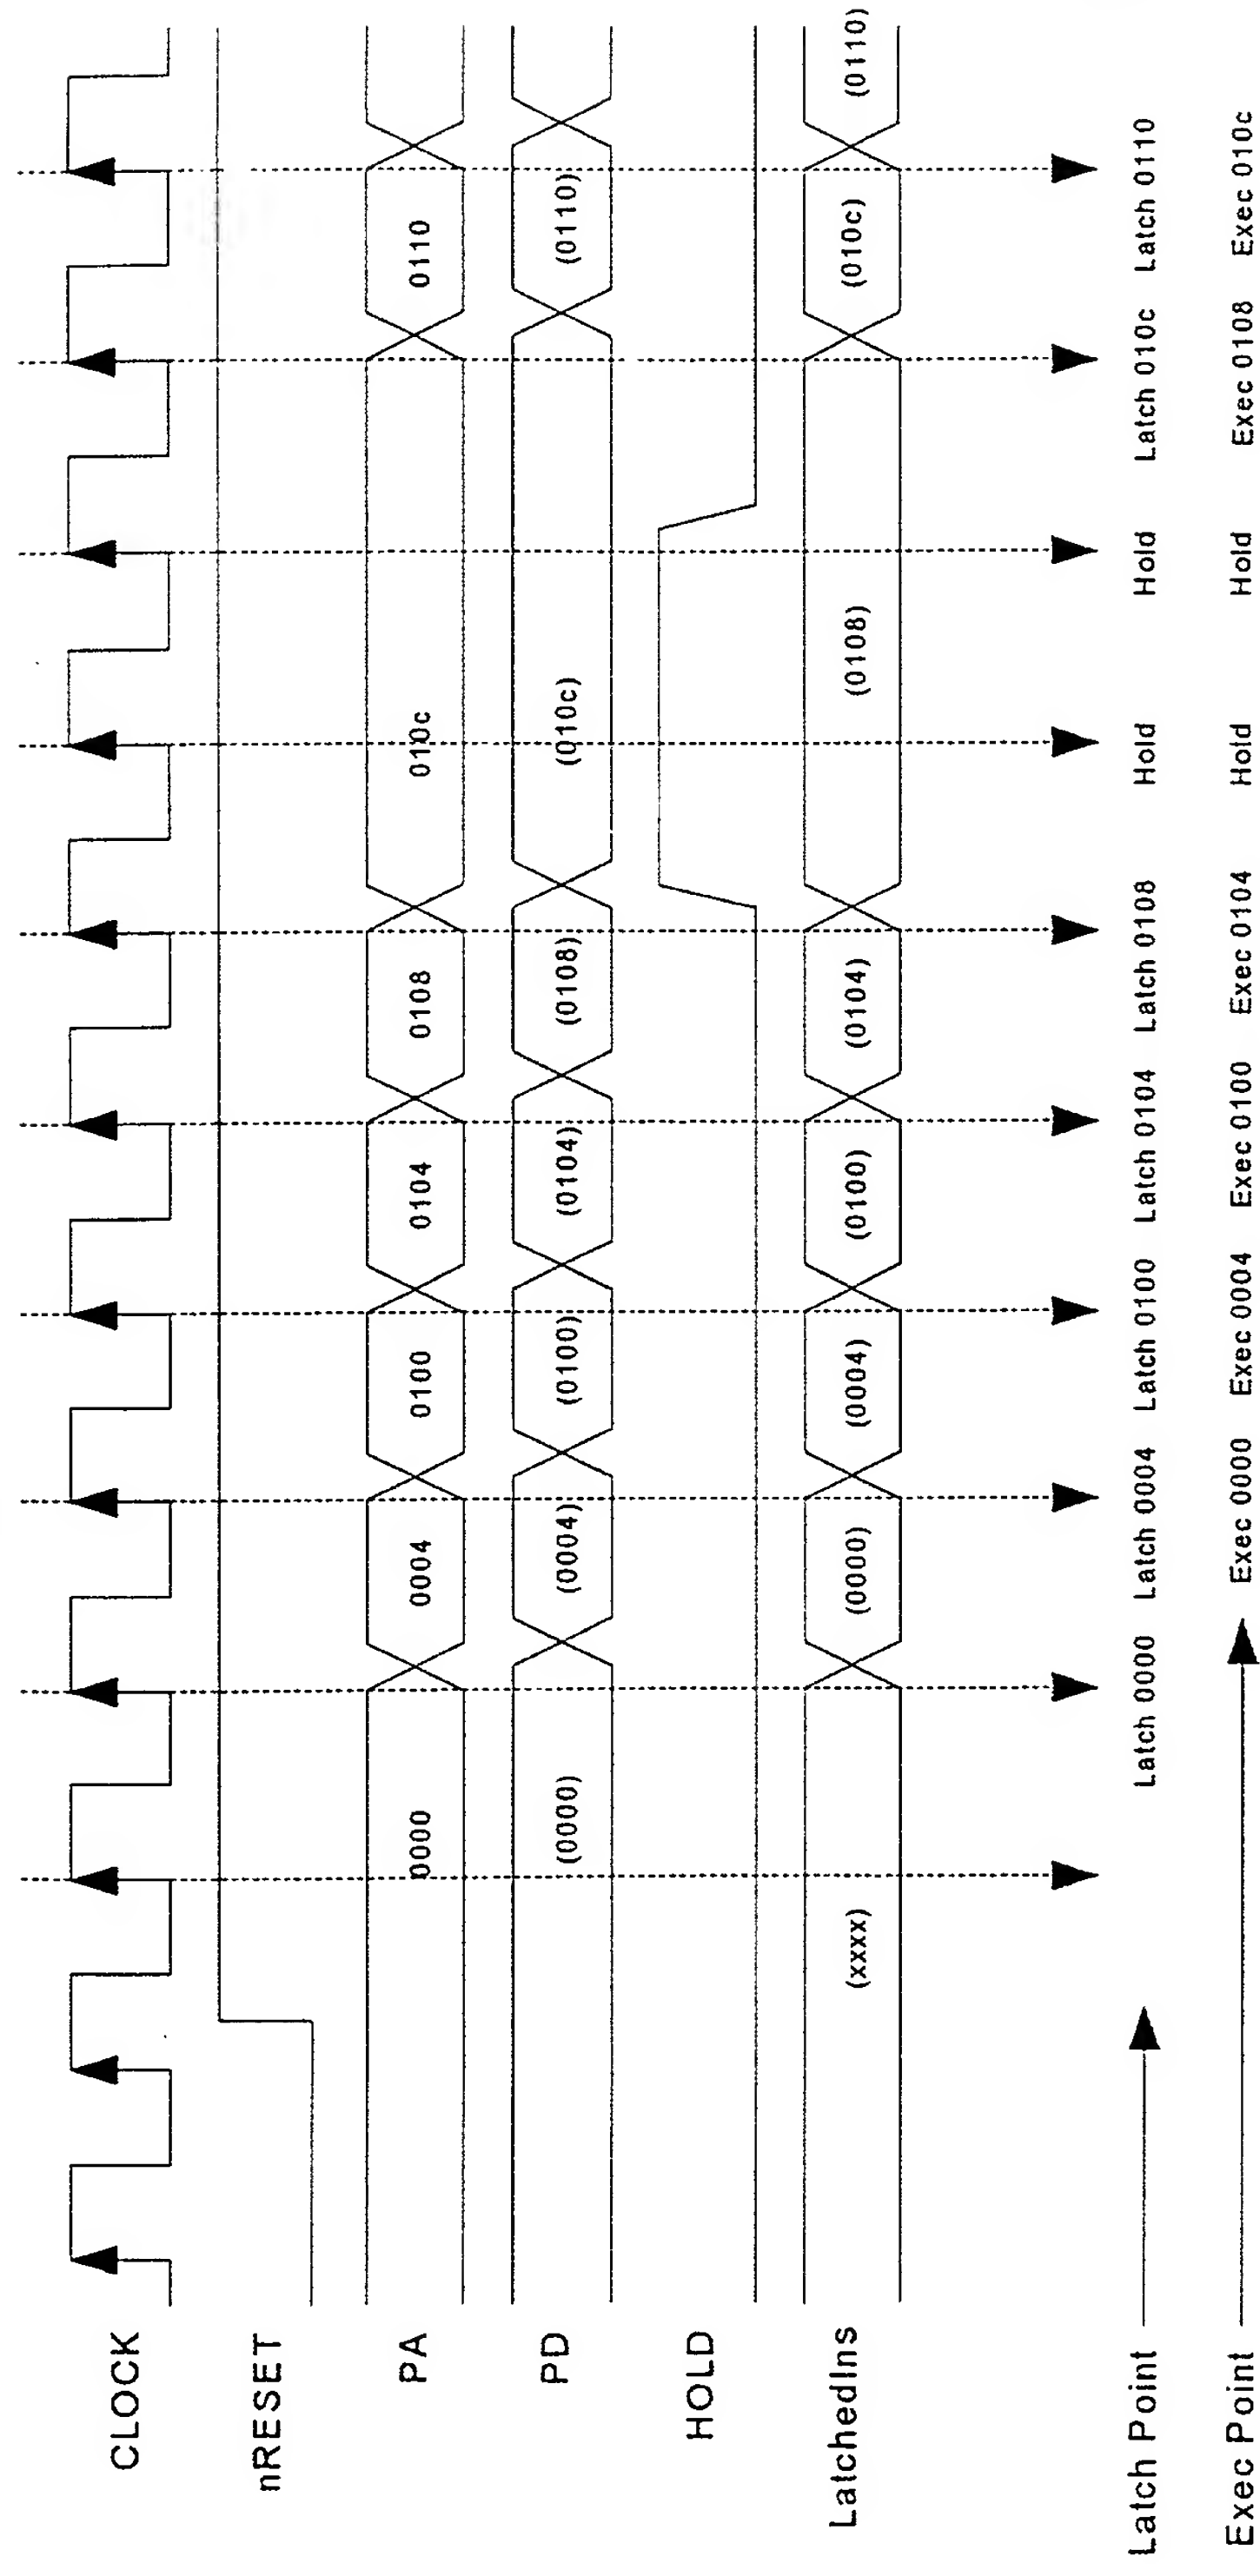 CLOCK
nRESET
PA 0000 0004 0100 0104 0108 010c 0110
PD (0000) (0004) (0100) (0104) (0108) (010c) (0110)
HOLD
LatchedIns (xxxx) (0000) (0004) (0100) (0104) (0108) (010c) (0110)
Latch Point Latch 0000 Latch 0004 Latch 0100 Latch 0104 Latch 0108 Hold Hold Latch 010c Latch 0110
Exec Point Exec 0000 Exec 0004 Exec 0100 Exec 0104 Hold Hold Exec 0108 Exec 010c